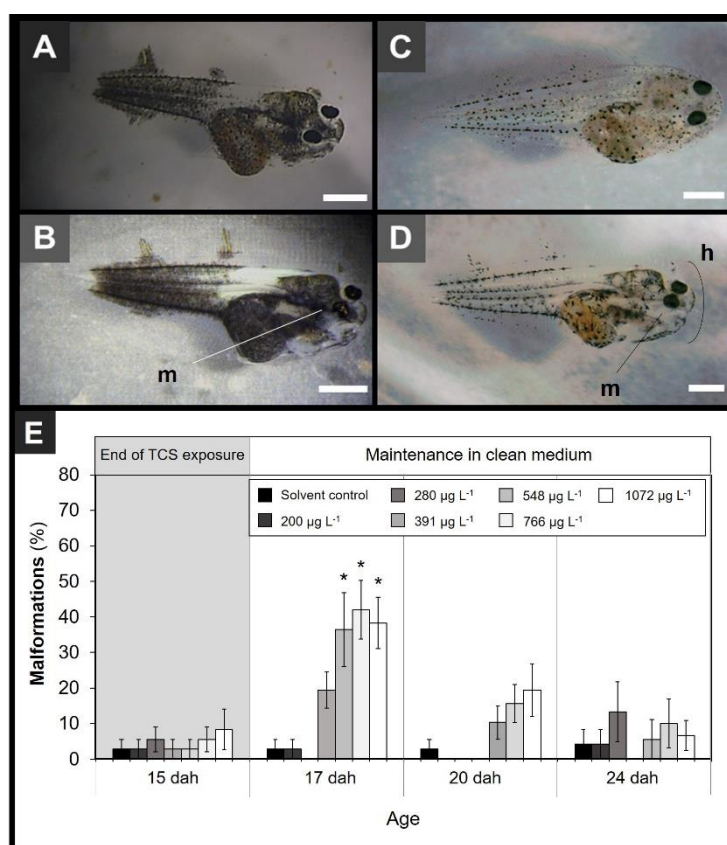 A
C
B
m
D
h
m
E
End of TCS exposure
Maintenance in clean medium
Solvent control
280 µg L-1
548 µg L-1
1072 µg L-1
200 µg L-1
391 µg L-1
766 µg L-1
Malformations (%)
80
70
60
50
40
30
20
10
0
* * *
15 dah
17 dah
20 dah
24 dah
Age